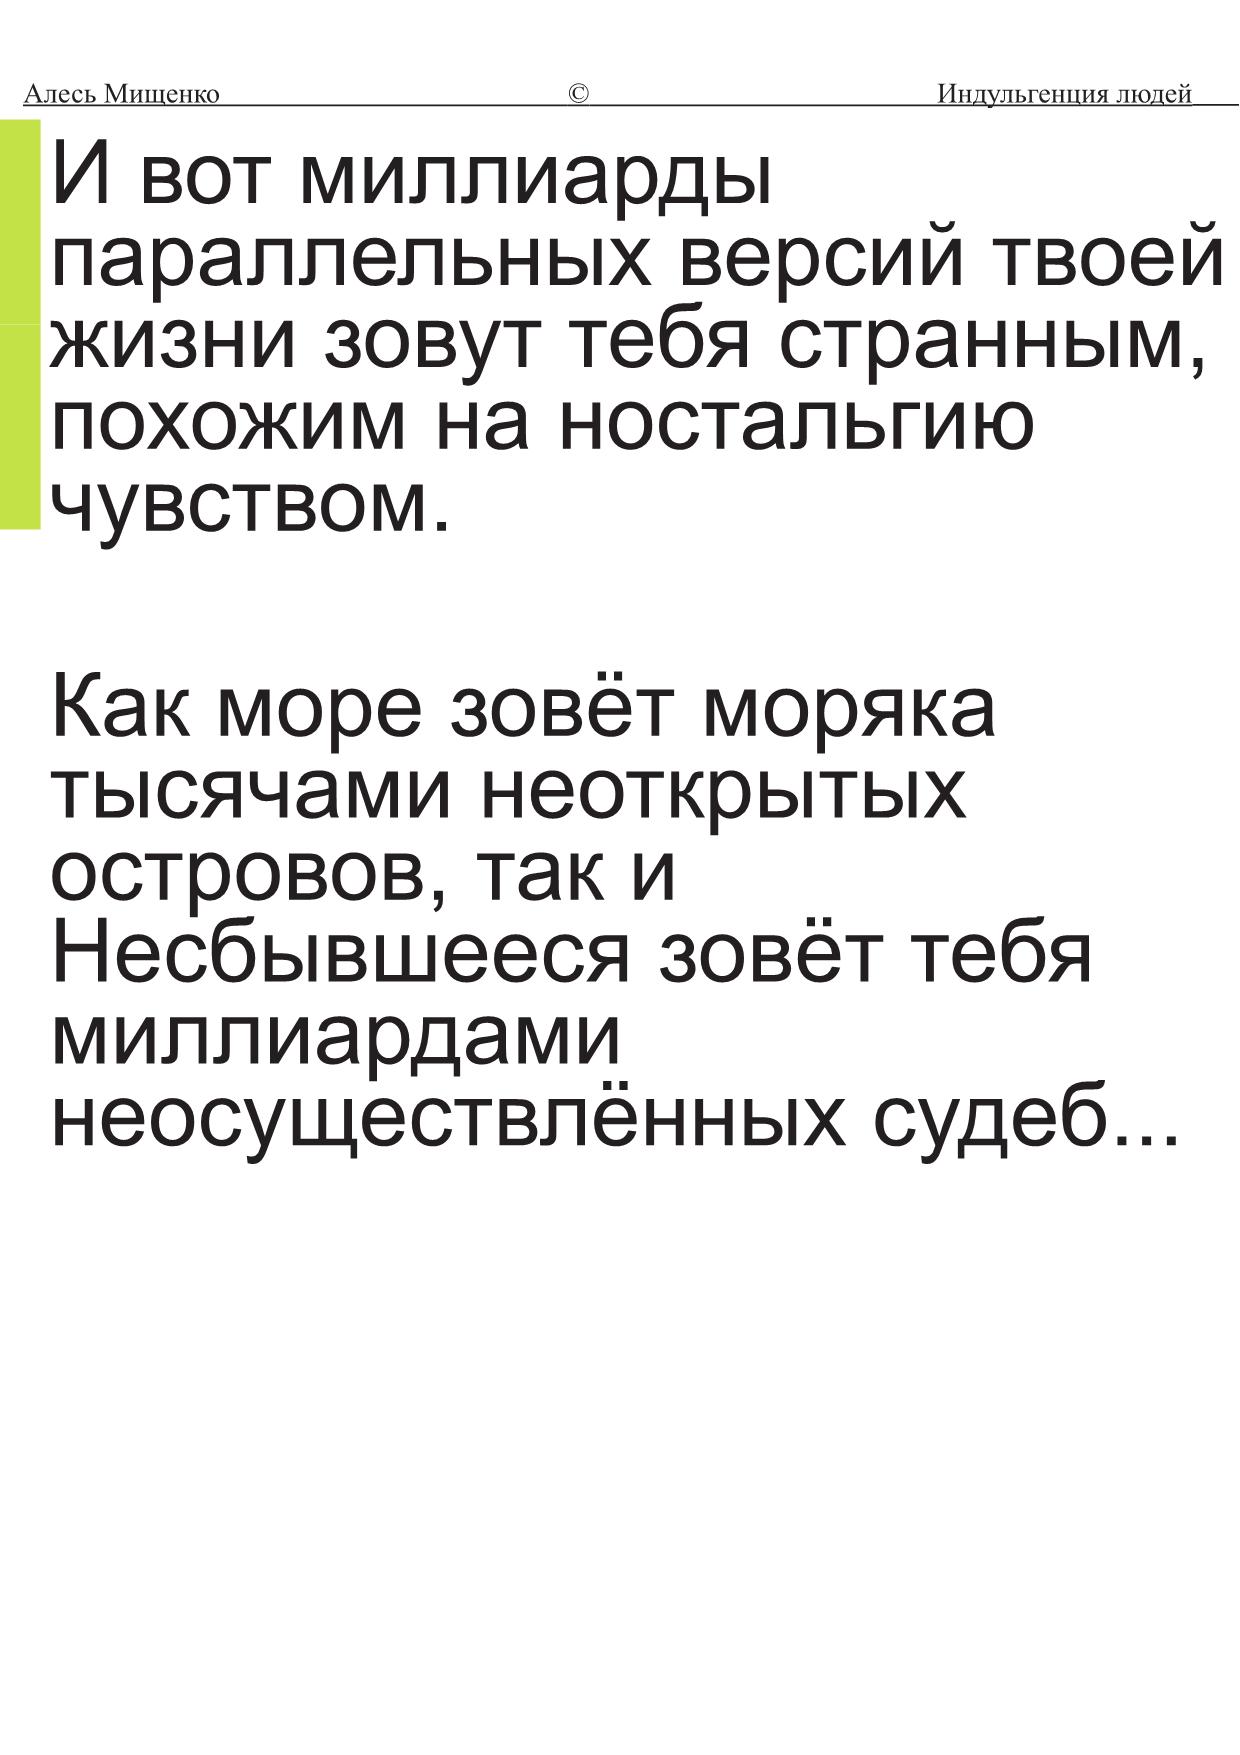 Алесь Мищенко © Индульгенция людей
И вот миллиарды
параллельных версий твоей
жизни зовут тебя странным,
похожим на ностальгию
чувством.
Как море зовёт моряка
тысячами неоткрытых
островов, так и
Несбывшееся зовёт тебя
миллиардами
неосуществлённых судеб...